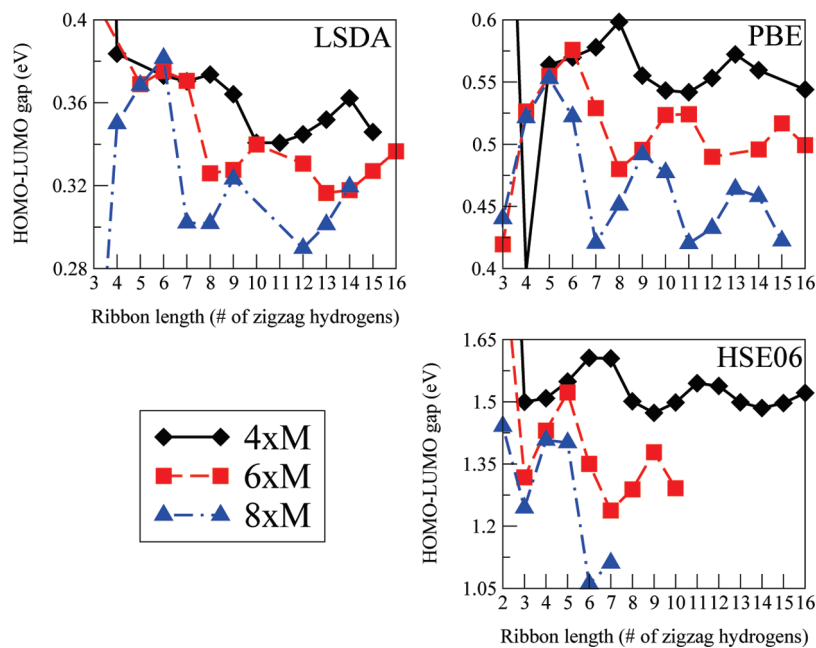 LSDA
HOMO-LUMO gap (eV)
0.4
0.36
0.32
0.28
3 4 5 6 7 8 9 10 11 12 13 14 15 16
Ribbon length (# of zigzag hydrogens)
PBE
0.6
0.55
0.5
0.45
0.4
3 4 5 6 7 8 9 10 11 12 13 14 15 16
Ribbon length (# of zigzag hydrogens)
4xM
6xM
8xM
HSE06
HOMO-LUMO gap (eV)
1.65
1.5
1.35
1.2
1.05
2 3 4 5 6 7 8 9 10 11 12 13 14 15 16
Ribbon length (# of zigzag hydrogens)